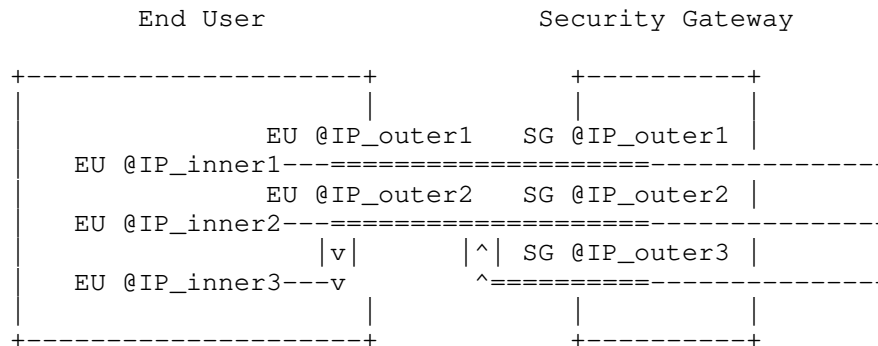 End User Security Gateway
EU @IP_outer1 SG @IP_outer1
EU @IP_inner1
EU @IP_outer2 SG @IP_outer2
EU @IP_inner2
|v| |^| SG @IP_outer3
EU @IP_inner3---v ^